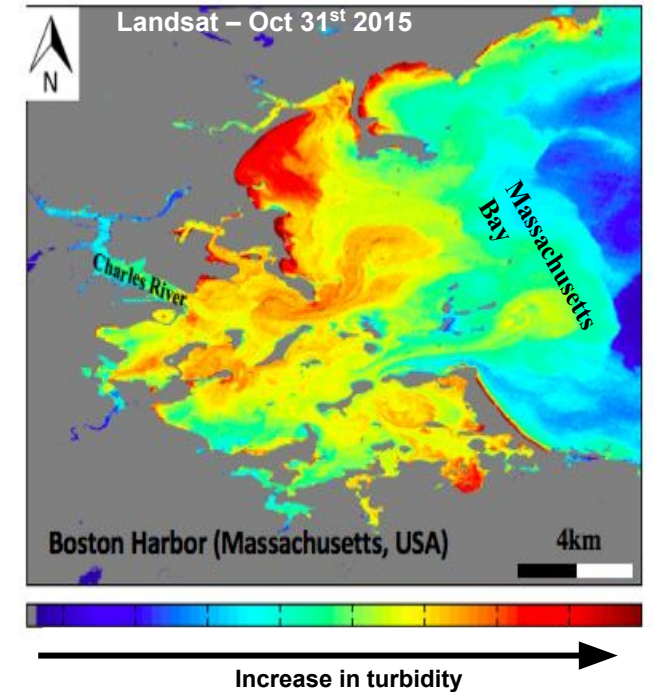 Landsat – Oct 31st 2015
N
Massachusetts
Bay
Charles River
Boston Harbor (Massachusetts, USA)
4km
Increase in turbidity